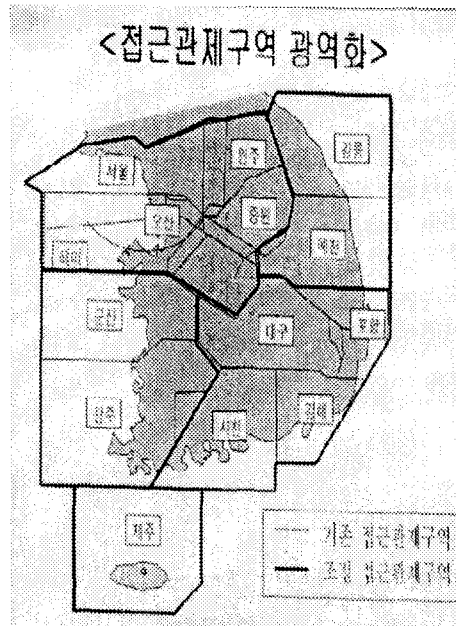 <접근관제구역 광역화>
강릉
원주
서울
중원
오산
예천
해미
군산
대구
포항
광주
사천
김해
제주
기존 접근관제구역
조정 접근관제구역